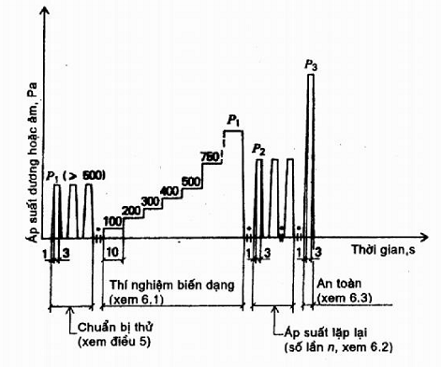 Áp suất dương hoặc âm, Pa
P₁ (> 500)
100
200
300
400
500
750
P₁
P₂
P₃
1 3
10
1 3
1 3
Thời gian,s
Thí nghiệm biến dạng
(xem 6.1)
An toàn
(xem 6.3)
Chuẩn bị thử
(xem điều 5)
Áp suất lặp lại
(số lần n, xem 6.2)